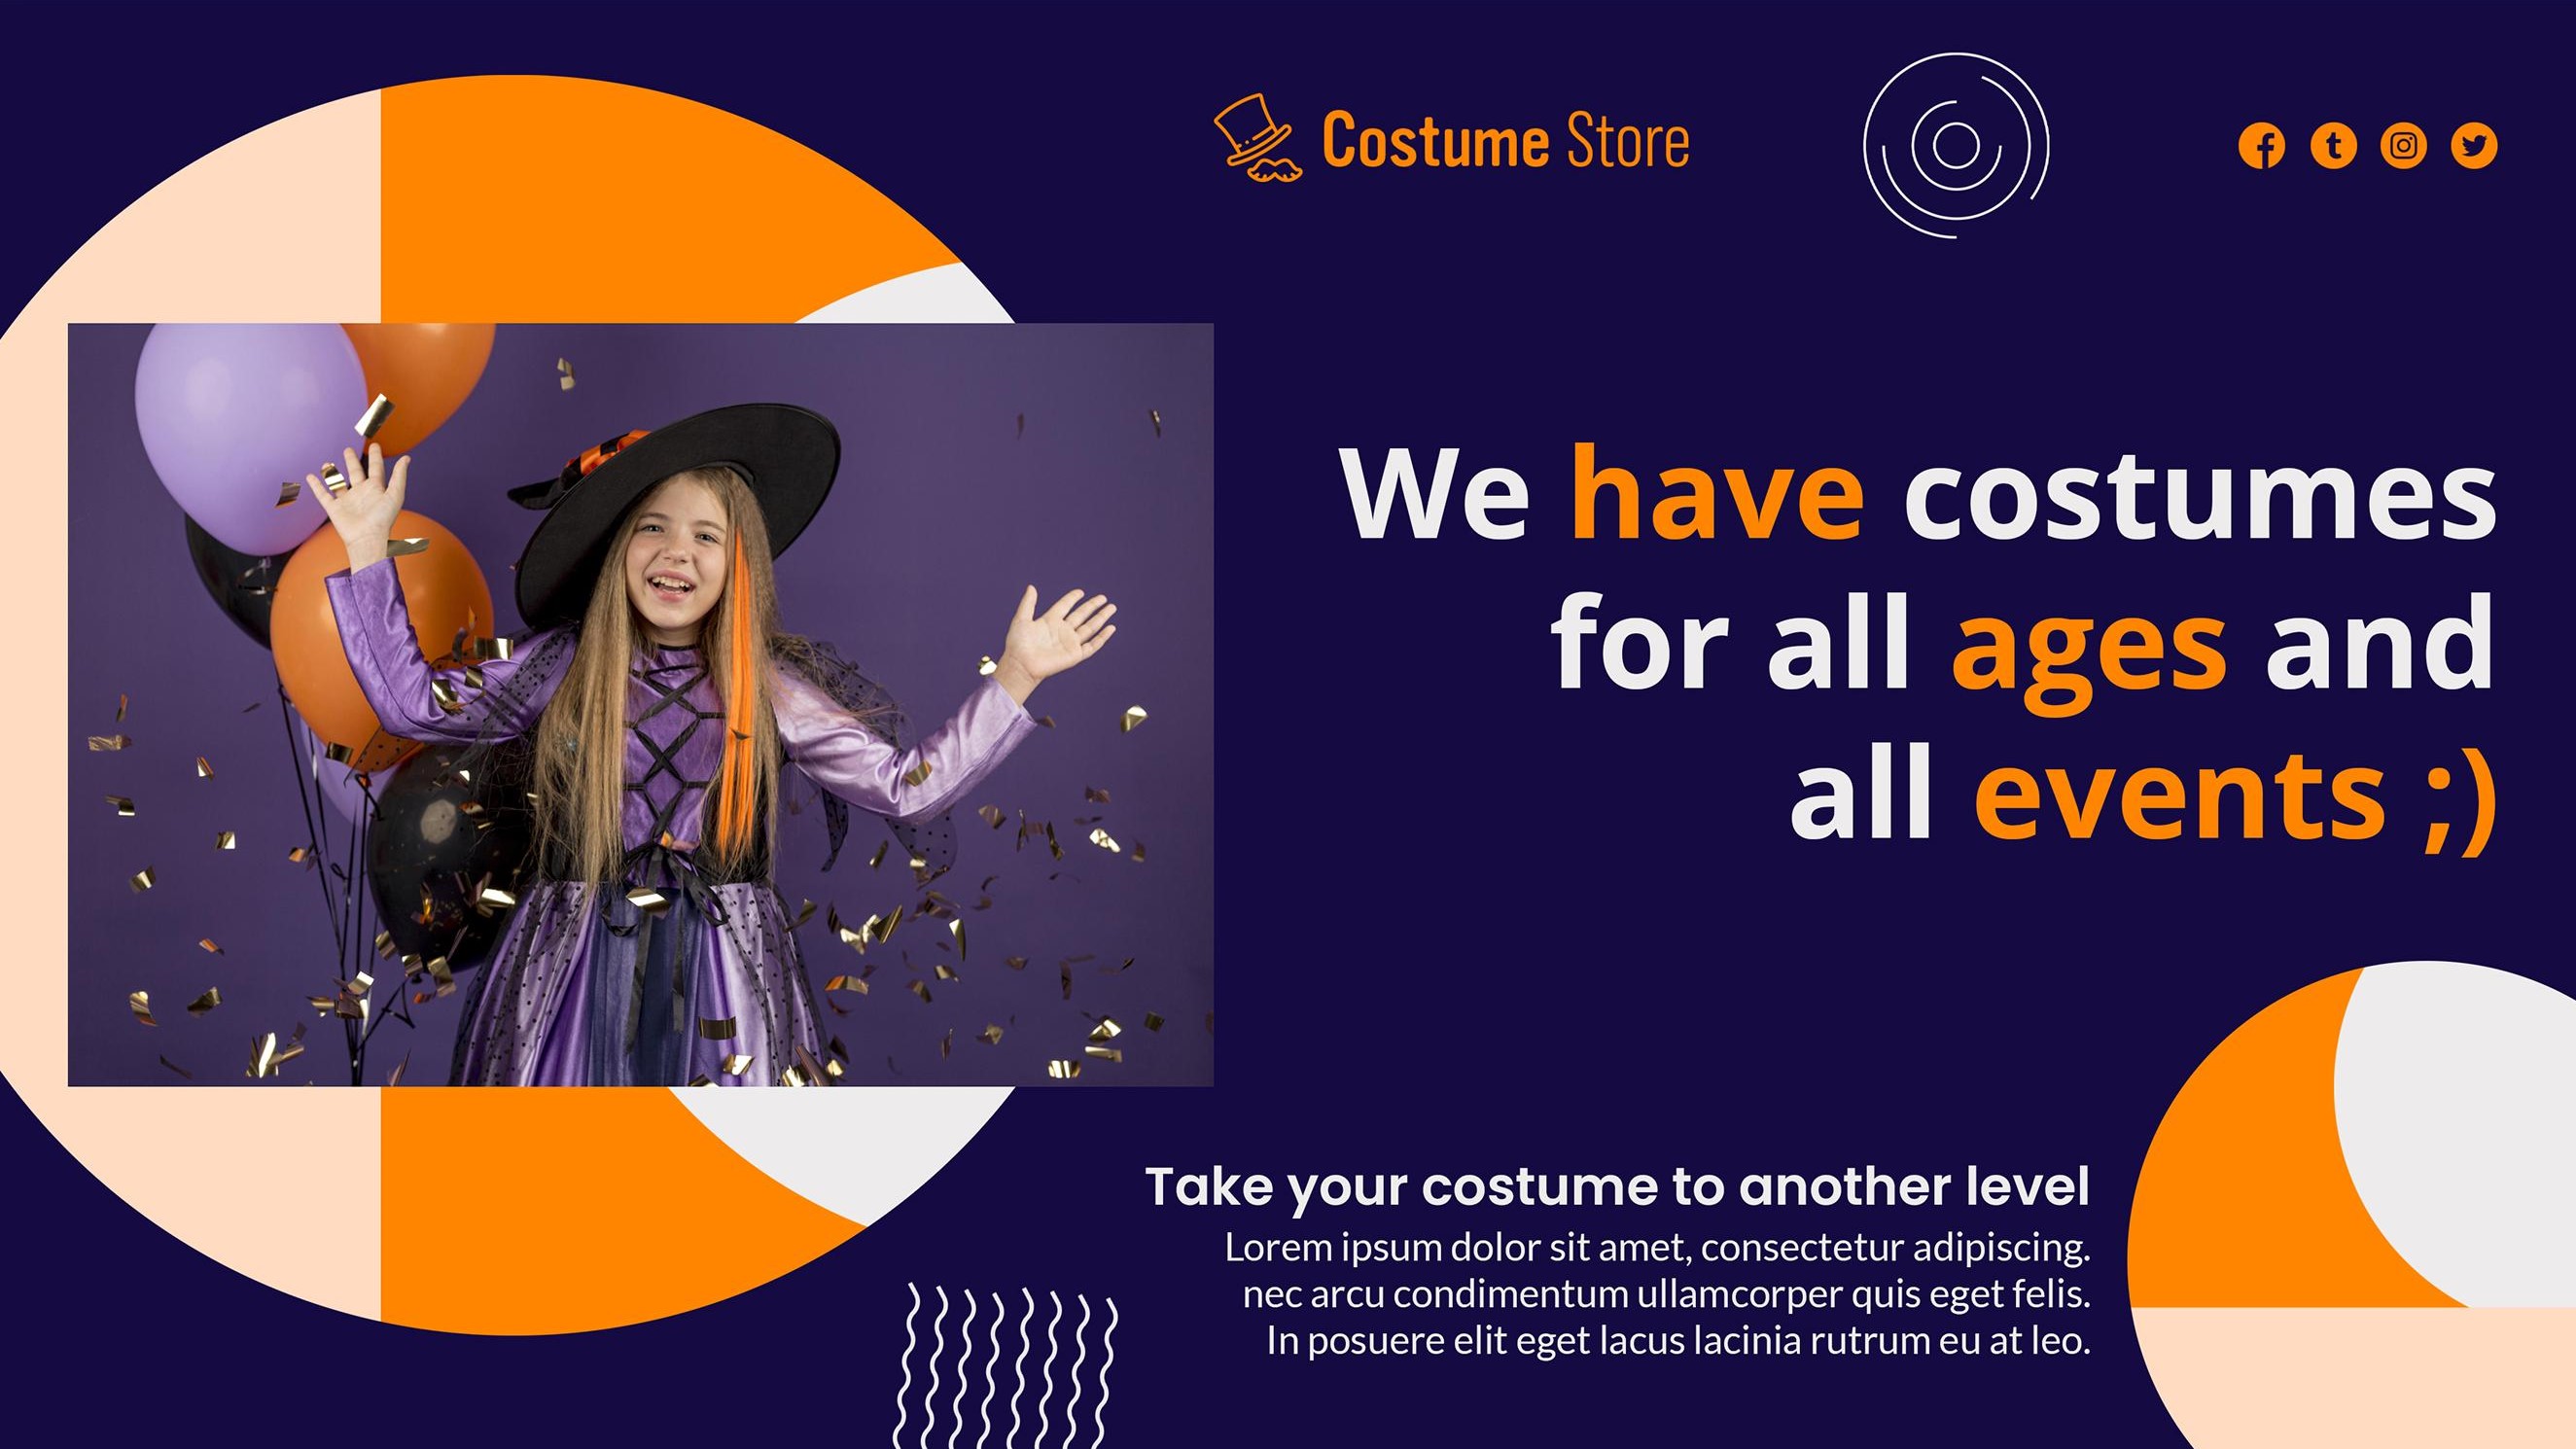 Costume Store
We have costumes
for all ages and
all events ;)
Take your costume to another level
Lorem ipsum dolor sit amet, consectetur adipiscing.
nec arcu condimentum ullamcorper quis eget felis.
In posuere elit eget lacus lacinia rutrum eu at leo.